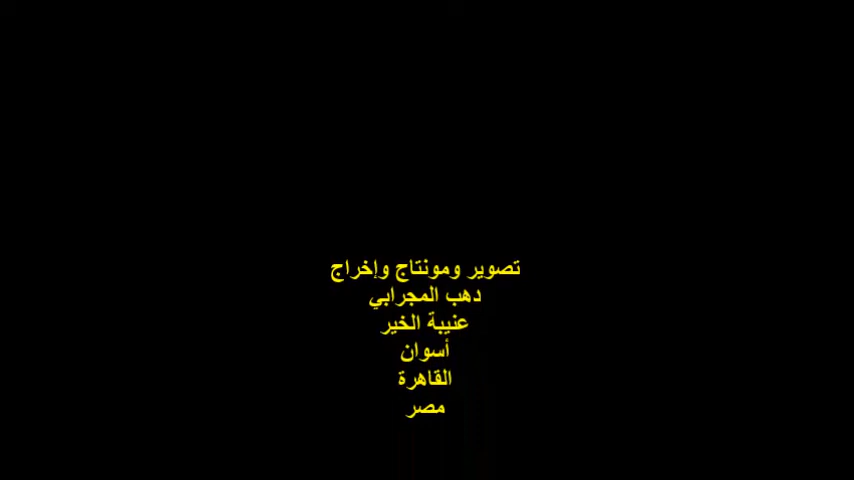 تصوير ومونتاج وإخراج
دهب المجرابي
عنيبة الخير
أسوان
القاهرة
مصر